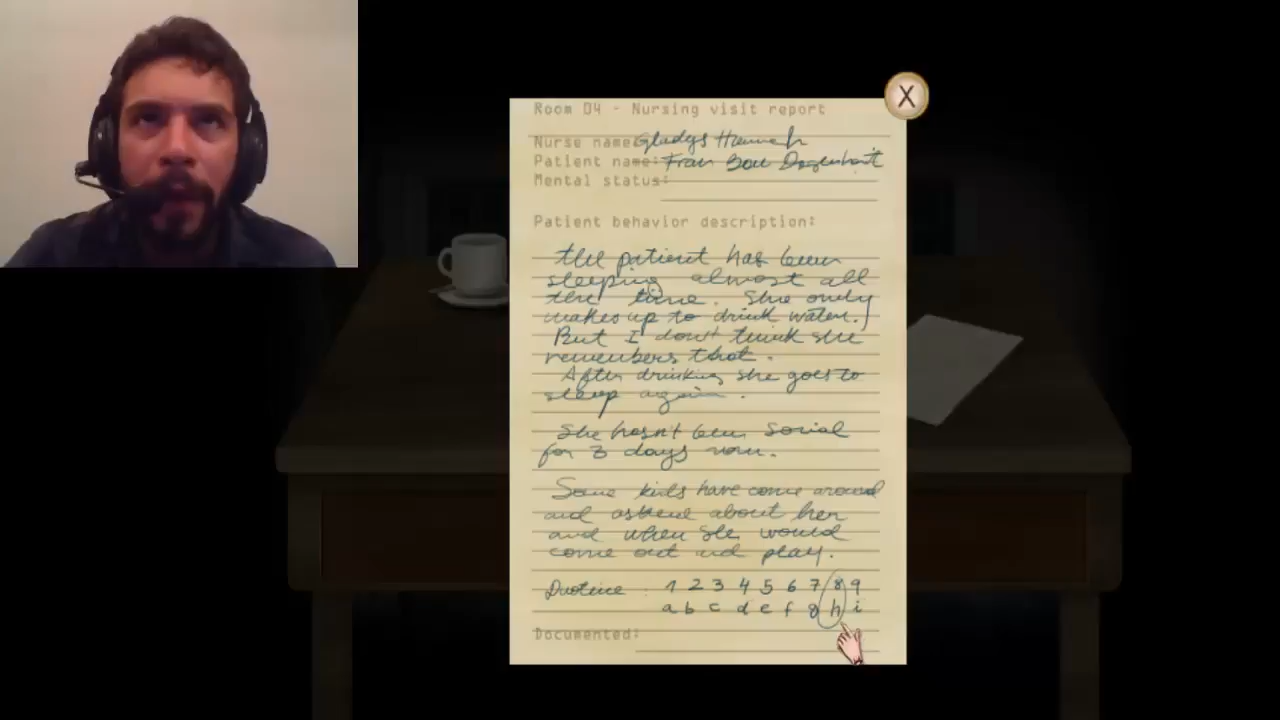 X
Room 04 - Nursing visit report
Nurse name: Gladys Hannah
Patient name: Fran Bow Dagenhart
Mental status:
Patient behavior description:
the patient has been
sleeping almost all
the time. She only
wakes up to drink water.
But I don't think she
remembers that.
After drinking she goes to
sleep again.
She hasn't been social
for 3 days now.
Some kids have come around
and asked about her
and when she would
come out and play.
Duotine : 1 2 3 4 5 6 7 8 9
a b c d e f g h i
Documented: